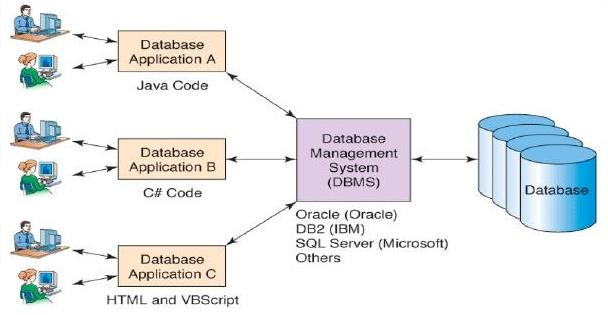 Database
Application A
Java Code
Database
Application B
C# Code
Database
Application C
HTML and VBScript
Database
Management
System
(DBMS)
Oracle (Oracle)
DB2 (IBM)
SQL Server (Microsoft)
Others
Database